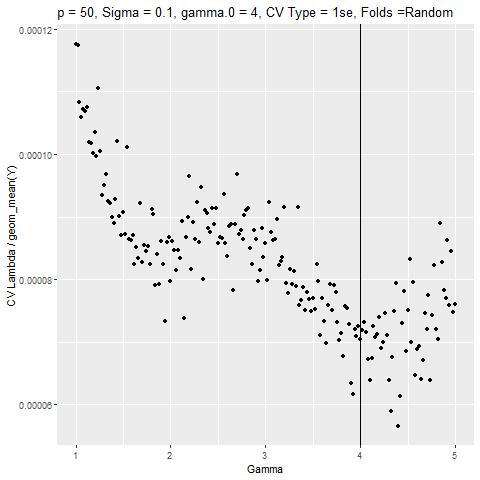 p = 50, Sigma = 0.1, gamma.0 = 4, CV Type = 1se, Folds =Random
CV Lambda / geom_mean(Y)
0.00012
0.00010
0.00008
0.00006
1 2 3 4 5
Gamma